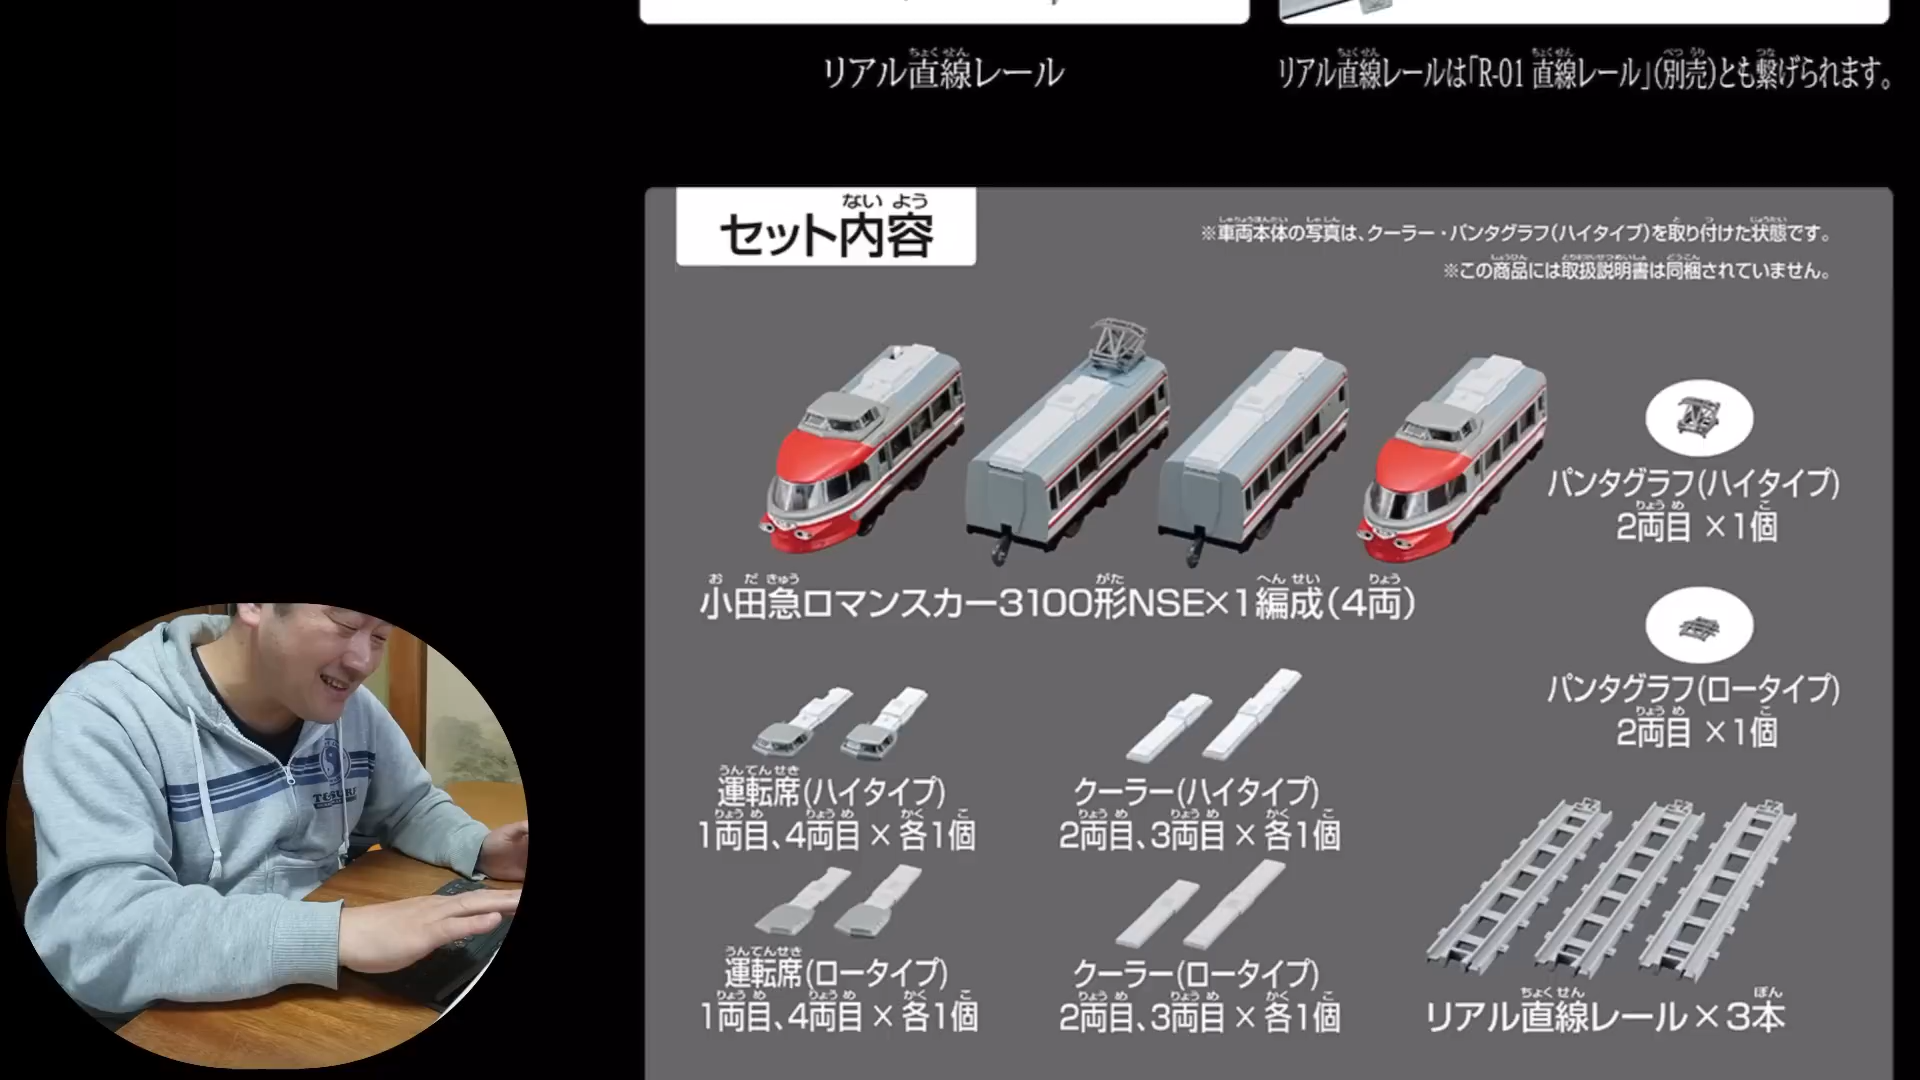 リアル直線レール
リアル直線レールは「R-01 直線レール」(別売)とも繋げられます。
セット内容
※車両本体の写真は、クーラー・パンタグラフ(ハイタイプ)を取り付けた状態です。
※この商品には取扱説明書は同梱されていません。
パンタグラフ(ハイタイプ)
2両目 ×1個
小田急ロマンスカー3100形NSE×1編成(4両)
パンタグラフ(ロータイプ)
2両目 ×1個
運転席(ハイタイプ)
1両目、4両目 × 各1個
クーラー(ハイタイプ)
2両目、3両目 × 各1個
運転席(ロータイプ)
1両目、4両目 × 各1個
クーラー(ロータイプ)
2両目、3両目 × 各1個
リアル直線レール×3本